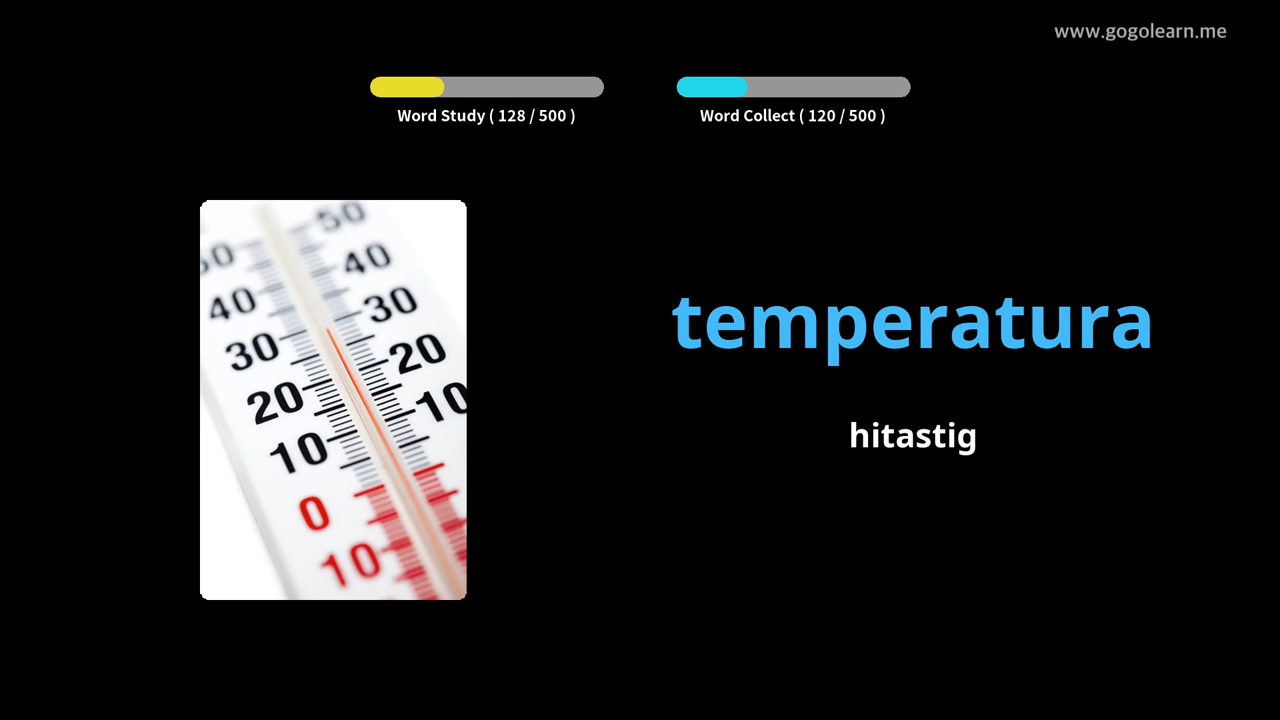 www.gogolearn.me
Word Study ( 128 / 500 )
Word Collect ( 120 / 500 )
50
40
40
30
30
20
20
10
10
0
10
temperatura
hitastig